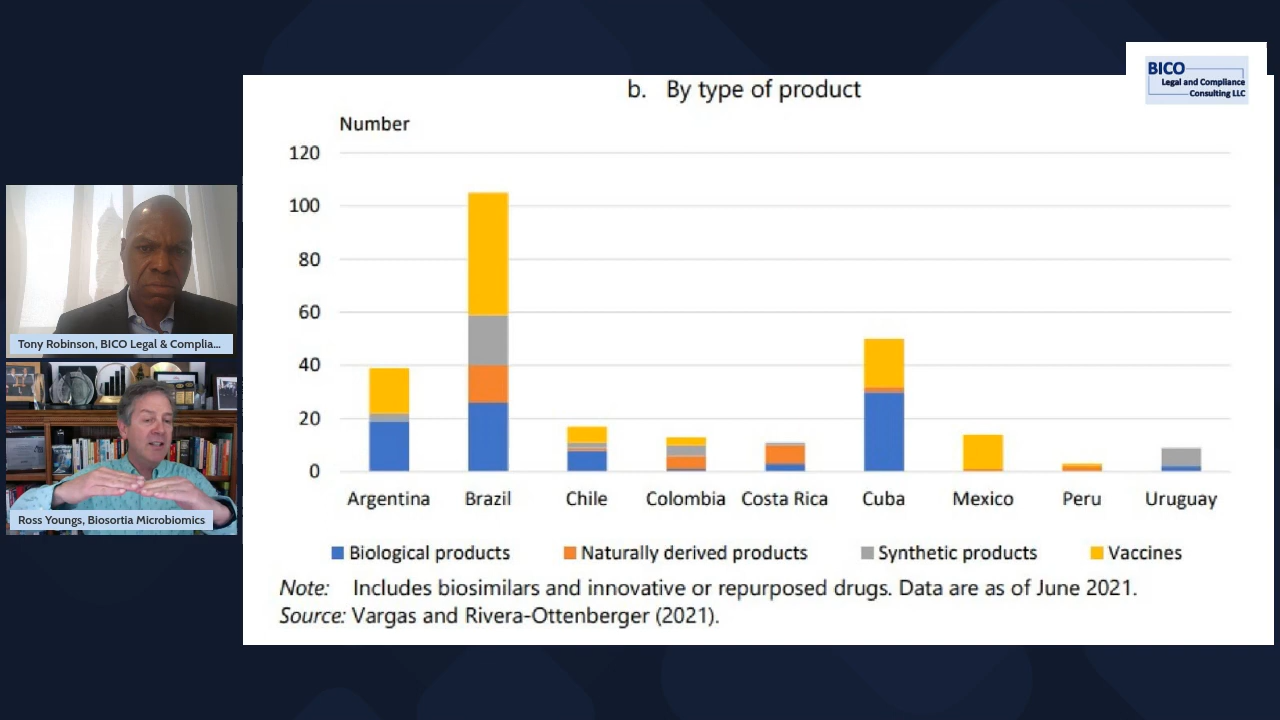 b. By type of product
BICO
Legal and Compliance
Consulting LLC
Number
120
100
80
60
40
20
0
Argentina Brazil Chile Colombia Costa Rica Cuba Mexico Peru Uruguay
Biological products Naturally derived products Synthetic products Vaccines
Note: Includes biosimilars and innovative or repurposed drugs. Data are as of June 2021.
Source: Vargas and Rivera-Ottenberger (2021).
Tony Robinson, BICO Legal & Complia...
Ross Youngs, Biosortia Microbiomics